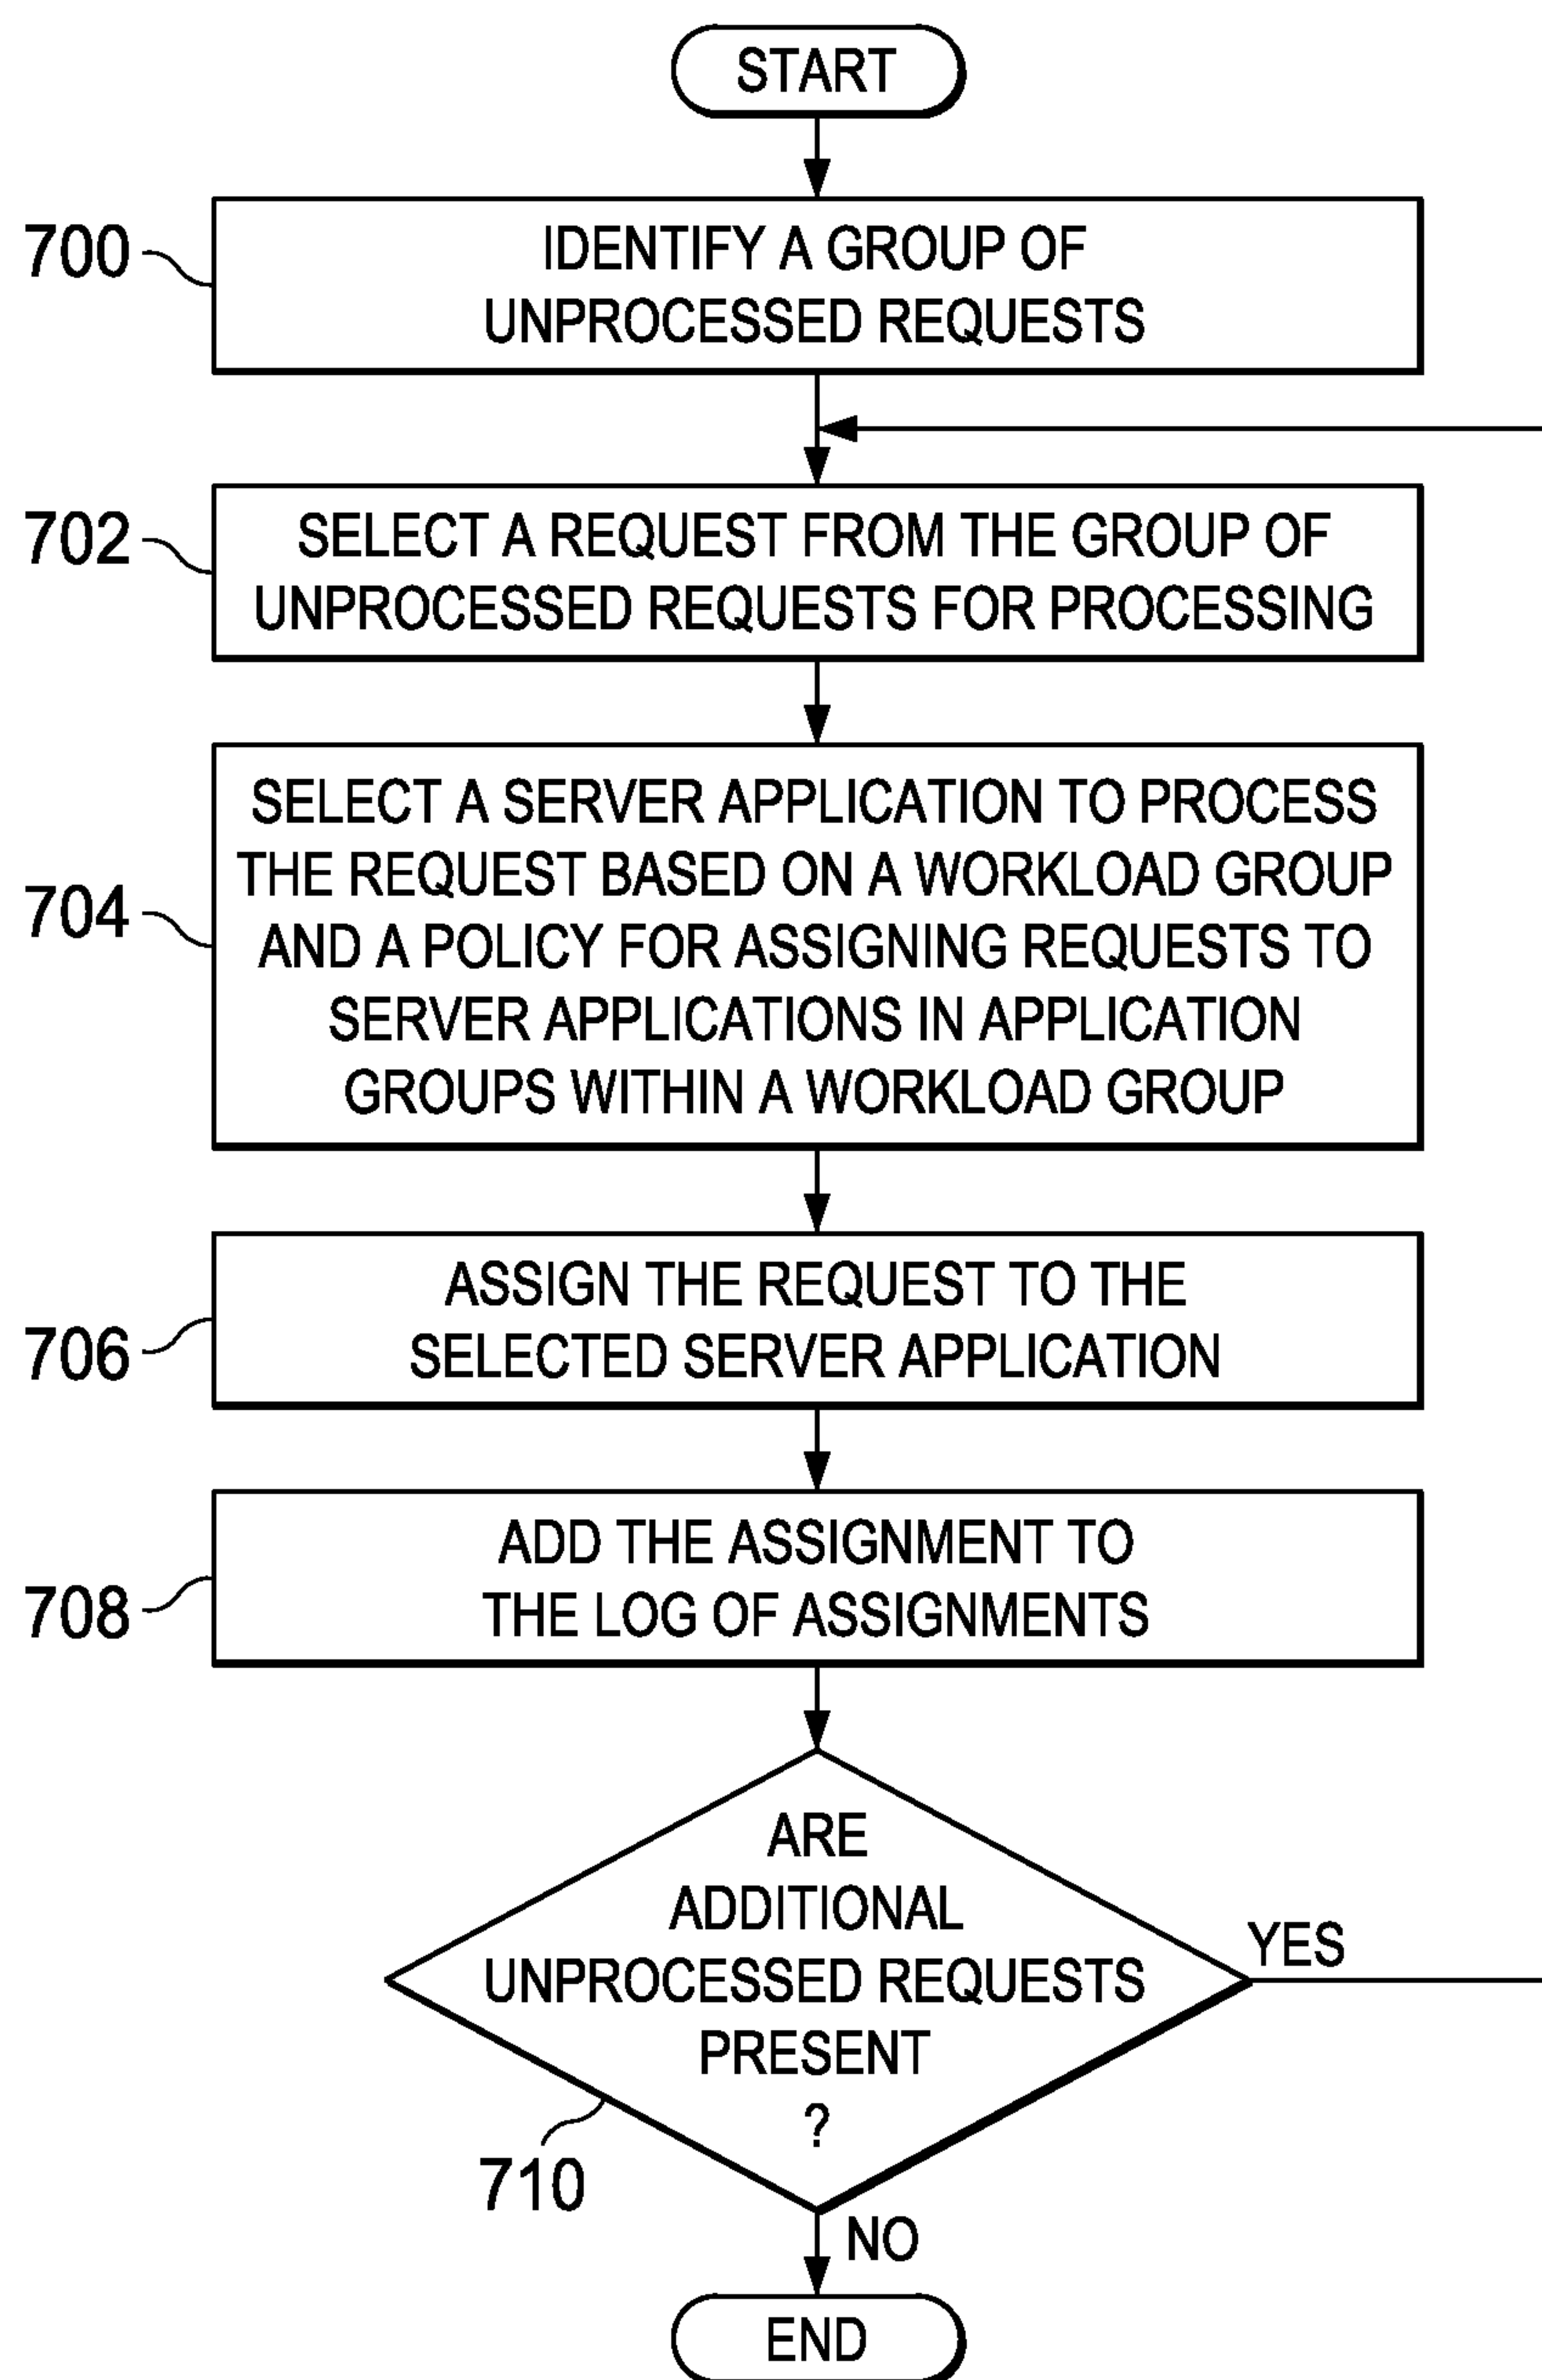 START
700
IDENTIFY A GROUP OF
UNPROCESSED REQUESTS
702
SELECT A REQUEST FROM THE GROUP OF
UNPROCESSED REQUESTS FOR PROCESSING
704
SELECT A SERVER APPLICATION TO PROCESS
THE REQUEST BASED ON A WORKLOAD GROUP
AND A POLICY FOR ASSIGNING REQUESTS TO
SERVER APPLICATIONS IN APPLICATION
GROUPS WITHIN A WORKLOAD GROUP
706
ASSIGN THE REQUEST TO THE
SELECTED SERVER APPLICATION
708
ADD THE ASSIGNMENT TO
THE LOG OF ASSIGNMENTS
ARE
ADDITIONAL
UNPROCESSED REQUESTS
PRESENT
?
YES
710
NO
END